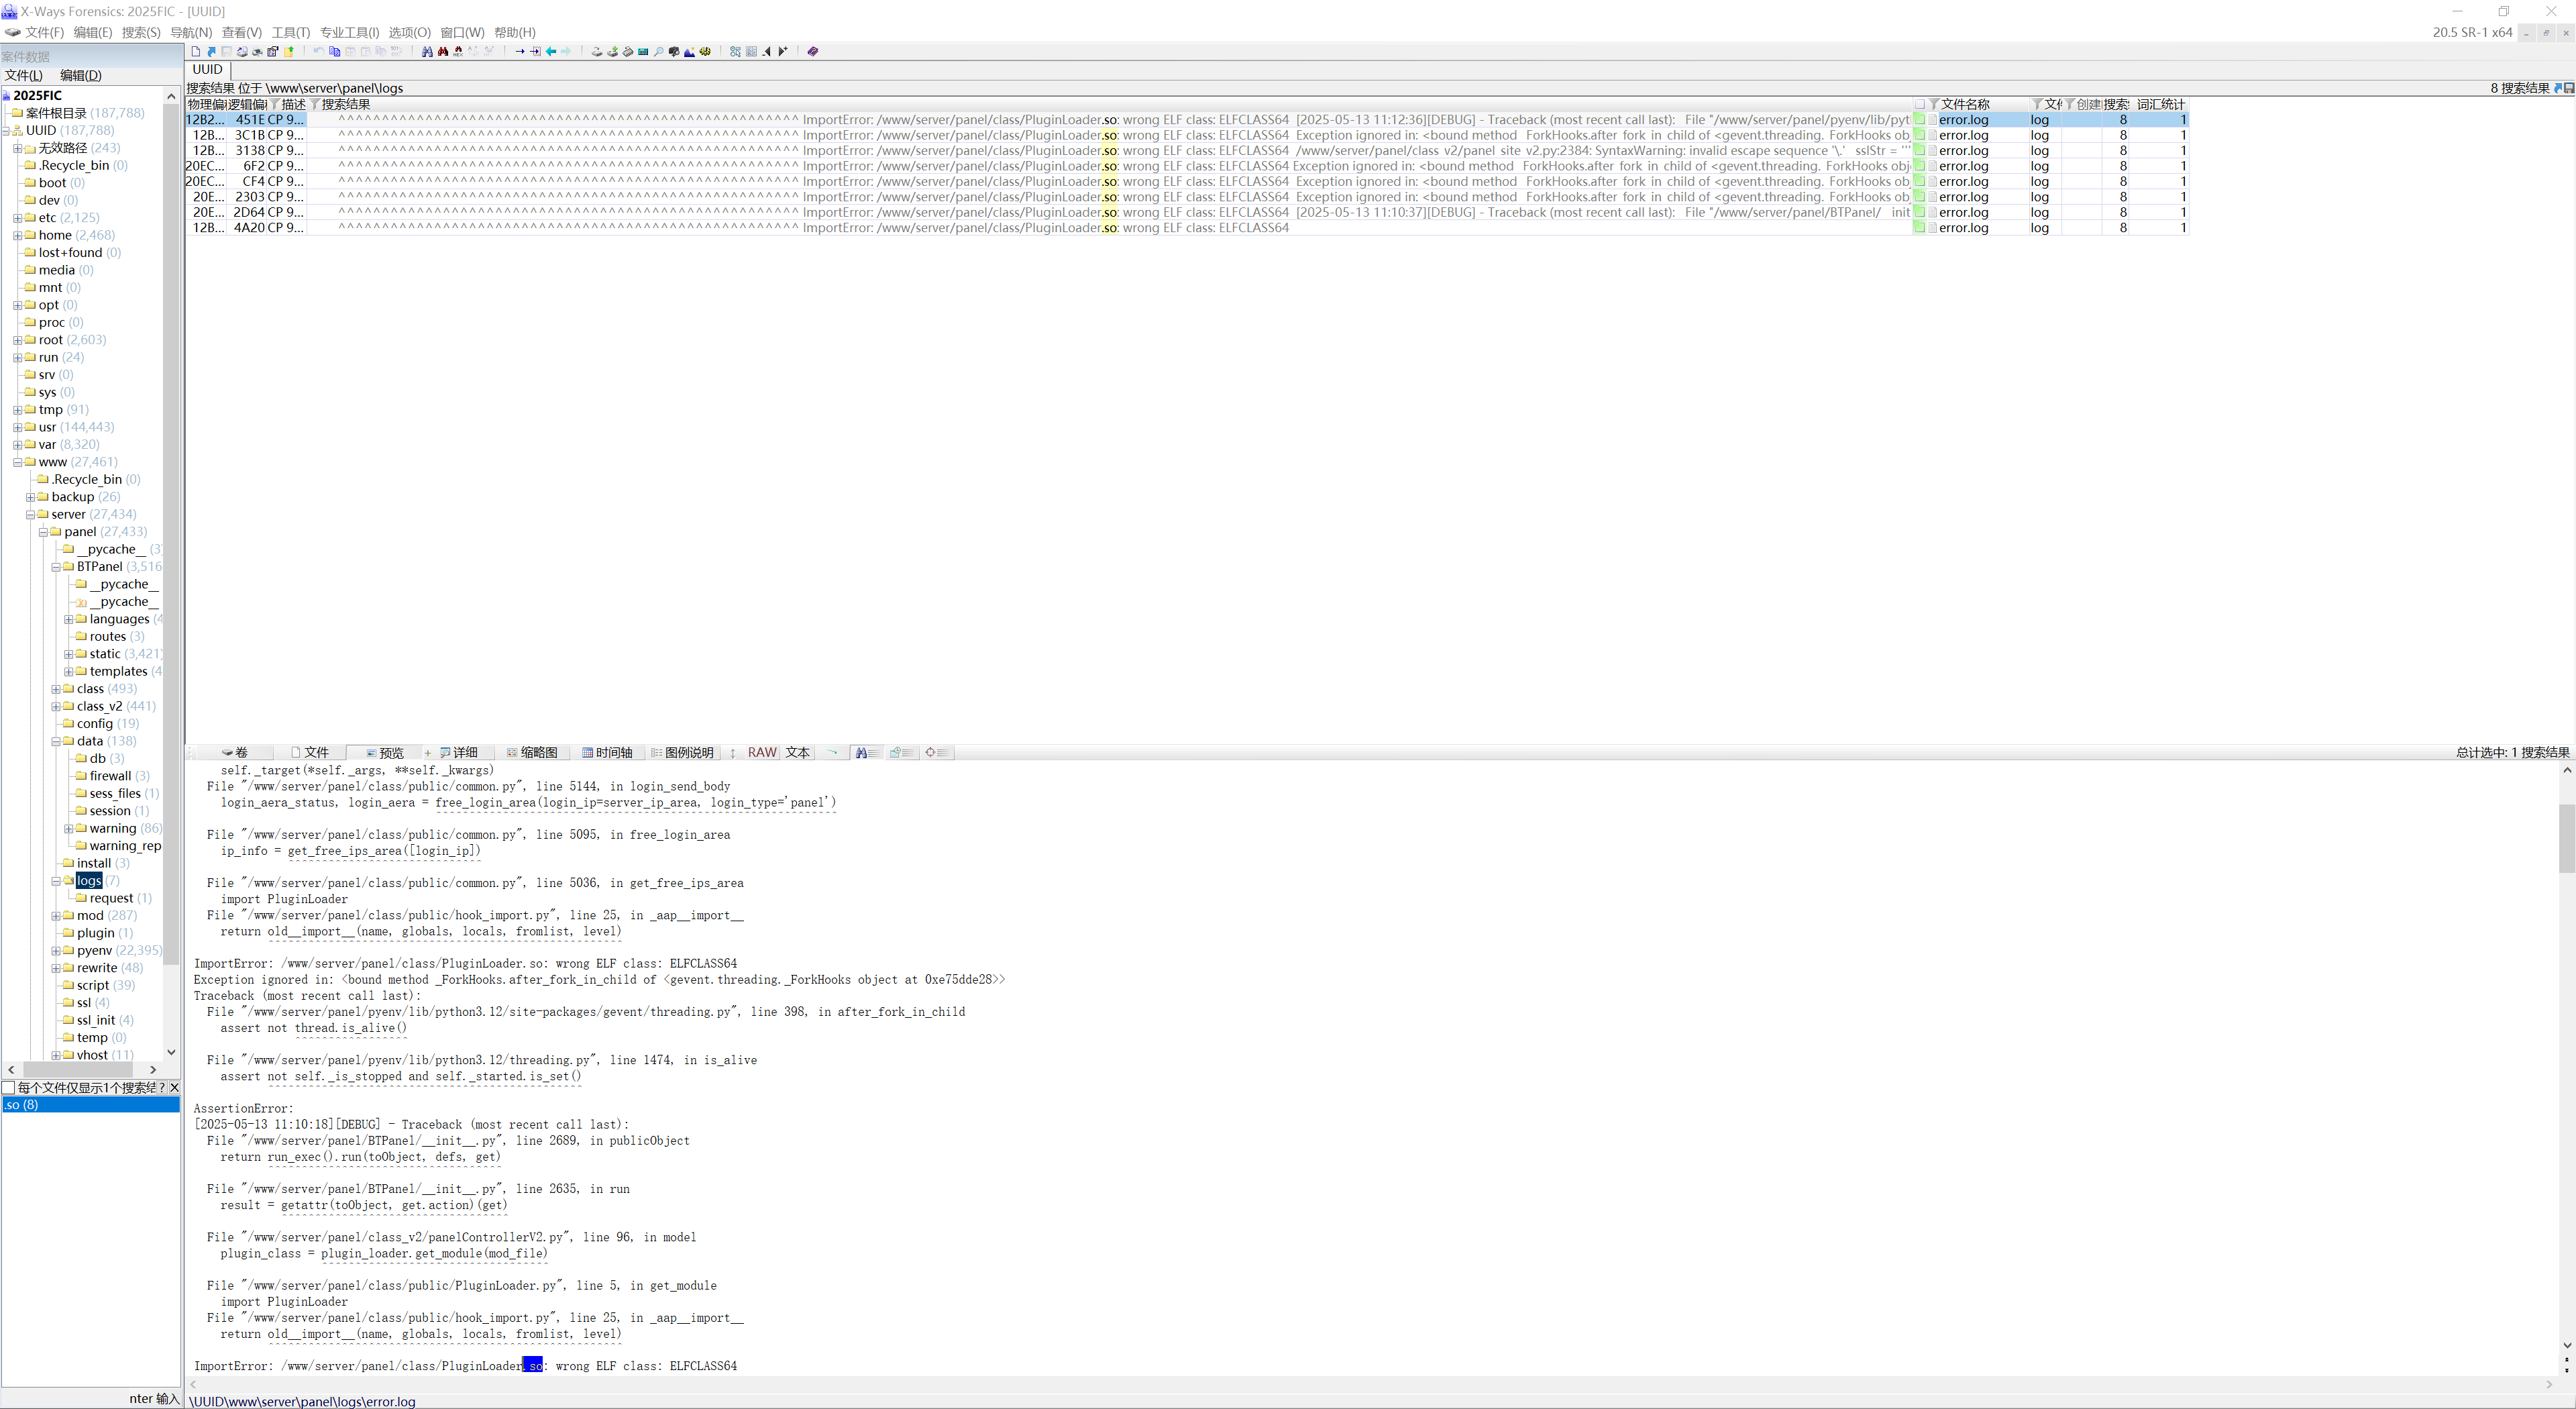 X-Ways Forensics: 2025FIC - [UUID]
文件(F) 编辑(E) 搜索(S) 导航(N) 查看(V) 工具(T) 专业工具(I) 选项(O) 窗口(W) 帮助(H)
20.5 SR-1 x64
案件数据
文件(L) 编辑(D)
2025FIC
案件根目录 (187,788)
UUID (187,788)
无效路径 (243)
.Recycle_bin (0)
boot (0)
dev (0)
etc (2,125)
home (2,468)
lost+found (0)
media (0)
mnt (0)
opt (0)
proc (0)
root (2,603)
run (24)
srv (0)
sys (0)
tmp (91)
usr (144,443)
var (8,320)
www (27,461)
.Recycle_bin (0)
backup (26)
server (27,434)
panel (27,433)
__pycache__ (3)
BTPanel (3,516
__pycache__
__pycache__
languages (4
routes (3)
static (3,421)
templates (4
class (493)
class_v2 (441)
config (19)
data (138)
db (3)
firewall (3)
sess_files (1)
session (1)
warning (86)
warning_rep
install (3)
logs (7)
request (1)
mod (287)
plugin (1)
pyenv (22,395)
rewrite (48)
script (39)
ssl (4)
ssl_init (4)
temp (0)
vhost (11)
每个文件仅显示1个搜索结 ?
.so (8)
nter 输入
UUID
搜索结果 位于 \www\server\panel\logs
8 搜索结果
物理偏 逻辑偏 描述 搜索结果 文件名称 文件 创建 搜索 词汇统计
12B2... 451E CP 9... ImportError: /www/server/panel/class/PluginLoader.so: wrong ELF class: ELFCLASS64 [2025-05-13 11:12:36][DEBUG] - Traceback (most recent call last): File "/www/server/panel/pyenv/lib/pyt error.log log 8 1
12B... 3C1B CP 9... ImportError: /www/server/panel/class/PluginLoader.so: wrong ELF class: ELFCLASS64 Exception ignored in: <bound method _ForkHooks.after_fork_in_child of <gevent.threading._ForkHooks ob error.log log 8 1
12B... 3138 CP 9... ImportError: /www/server/panel/class/PluginLoader.so: wrong ELF class: ELFCLASS64 /www/server/panel/class_v2/panel_site_v2.py:2384: SyntaxWarning: invalid escape sequence '\.' sslStr = ''' error.log log 8 1
20EC... 6F2 CP 9... ImportError: /www/server/panel/class/PluginLoader.so: wrong ELF class: ELFCLASS64 Exception ignored in: <bound method _ForkHooks.after_fork_in_child of <gevent.threading._ForkHooks obj error.log log 8 1
20EC... CF4 CP 9... ImportError: /www/server/panel/class/PluginLoader.so: wrong ELF class: ELFCLASS64 Exception ignored in: <bound method _ForkHooks.after_fork_in_child of <gevent.threading._ForkHooks ob error.log log 8 1
20E... 2303 CP 9... ImportError: /www/server/panel/class/PluginLoader.so: wrong ELF class: ELFCLASS64 Exception ignored in: <bound method _ForkHooks.after_fork_in_child of <gevent.threading._ForkHooks ob error.log log 8 1
20E... 2D64 CP 9... ImportError: /www/server/panel/class/PluginLoader.so: wrong ELF class: ELFCLASS64 [2025-05-13 11:10:37][DEBUG] - Traceback (most recent call last): File "/www/server/panel/BTPanel/__init_ error.log log 8 1
12B... 4A20 CP 9... ImportError: /www/server/panel/class/PluginLoader.so: wrong ELF class: ELFCLASS64 error.log log 8 1
卷 文件 预览 + 详细 缩略图 时间轴 图例说明 RAW 文本
总计选中: 1 搜索结果
self._target(*self._args, **self._kwargs)
File "/www/server/panel/class/public/common.py", line 5144, in login_send_body
login_aera_status, login_aera = free_login_area(login_ip=server_ip_area, login_type='panel')
File "/www/server/panel/class/public/common.py", line 5095, in free_login_area
ip_info = get_free_ips_area([login_ip])
File "/www/server/panel/class/public/common.py", line 5036, in get_free_ips_area
import PluginLoader
File "/www/server/panel/class/public/hook_import.py", line 25, in _aap__import__
return old__import__(name, globals, locals, fromlist, level)
ImportError: /www/server/panel/class/PluginLoader.so: wrong ELF class: ELFCLASS64
Exception ignored in: <bound method _ForkHooks.after_fork_in_child of <gevent.threading._ForkHooks object at 0xe75dde28>>
Traceback (most recent call last):
File "/www/server/panel/pyenv/lib/python3.12/site-packages/gevent/threading.py", line 398, in after_fork_in_child
assert not thread.is_alive()
File "/www/server/panel/pyenv/lib/python3.12/threading.py", line 1474, in is_alive
assert not self._is_stopped and self._started.is_set()
AssertionError:
[2025-05-13 11:10:18][DEBUG] - Traceback (most recent call last):
File "/www/server/panel/BTPanel/__init__.py", line 2689, in publicObject
return run_exec().run(toObject, defs, get)
File "/www/server/panel/BTPanel/__init__.py", line 2635, in run
result = getattr(toObject, get.action)(get)
File "/www/server/panel/class_v2/panelControllerV2.py", line 96, in model
plugin_class = plugin_loader.get_module(mod_file)
File "/www/server/panel/class/public/PluginLoader.py", line 5, in get_module
import PluginLoader
File "/www/server/panel/class/public/hook_import.py", line 25, in _aap__import__
return old__import__(name, globals, locals, fromlist, level)
ImportError: /www/server/panel/class/PluginLoader.so: wrong ELF class: ELFCLASS64
\UUID\www\server\panel\logs\error.log